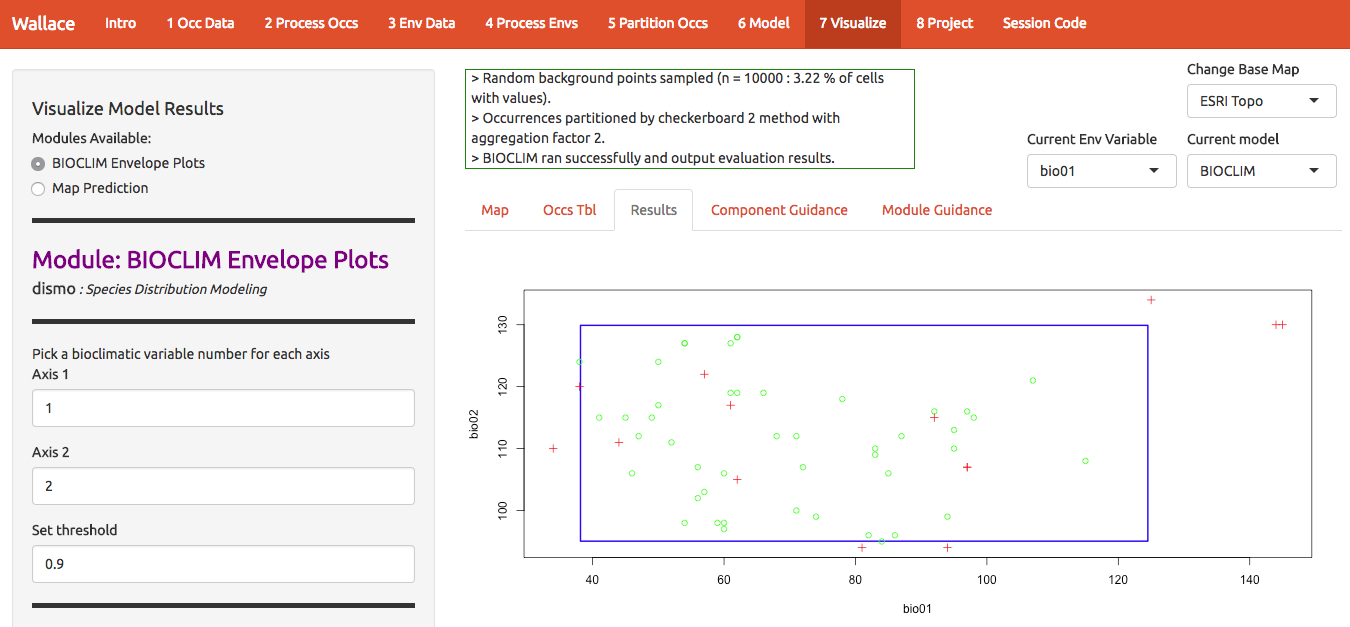 Wallace Intro 1 Occ Data 2 Process Occs 3 Env Data 4 Process Envs 5 Partition Occs 6 Model 7 Visualize 8 Project Session Code
Visualize Model Results
Modules Available:
BIOCLIM Envelope Plots
Map Prediction
Module: BIOCLIM Envelope Plots
dismo : Species Distribution Modeling
Pick a bioclimatic variable number for each axis
Axis 1
1
Axis 2
2
Set threshold
0.9
> Random background points sampled (n = 10000 : 3.22 % of cells
with values).
> Occurrences partitioned by checkerboard 2 method with
aggregation factor 2.
> BIOCLIM ran successfully and output evaluation results.
Change Base Map
ESRI Topo
Current Env Variable
bio01
Current model
BIOCLIM
Map Occs Tbl Results Component Guidance Module Guidance
bio02
130
120
110
100
40 60 80 100 120 140
bio01